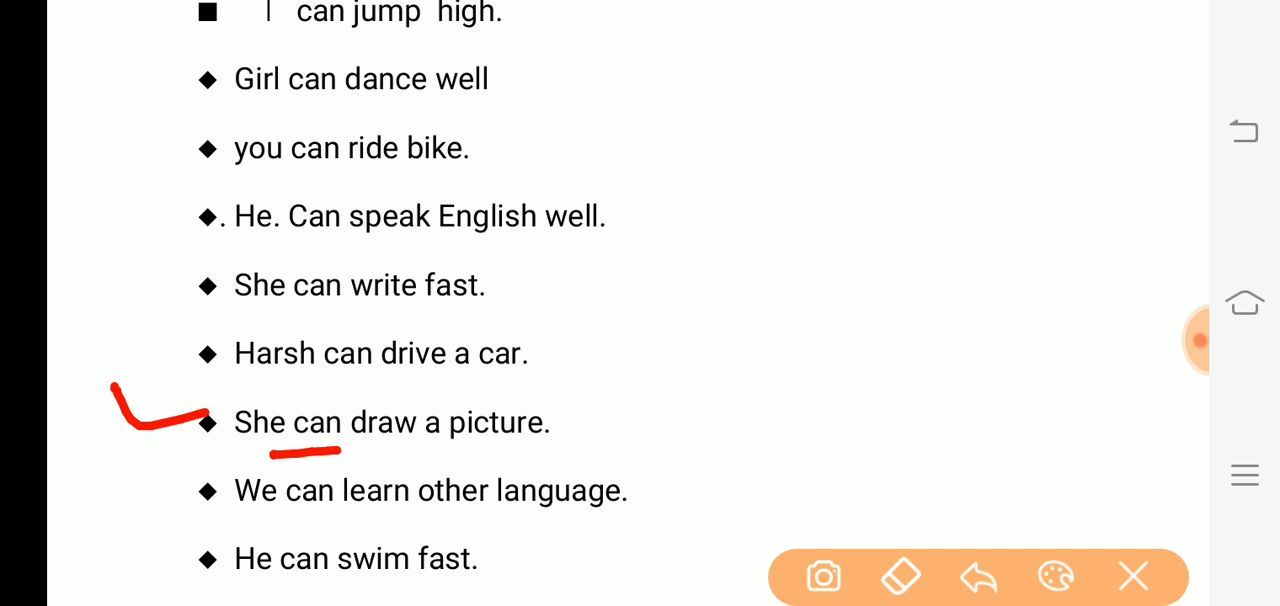 ■ I can jump high.
◆ Girl can dance well
◆ you can ride bike.
◆. He. Can speak English well.
◆ She can write fast.
◆ Harsh can drive a car.
◆ She can draw a picture.
◆ We can learn other language.
◆ He can swim fast.